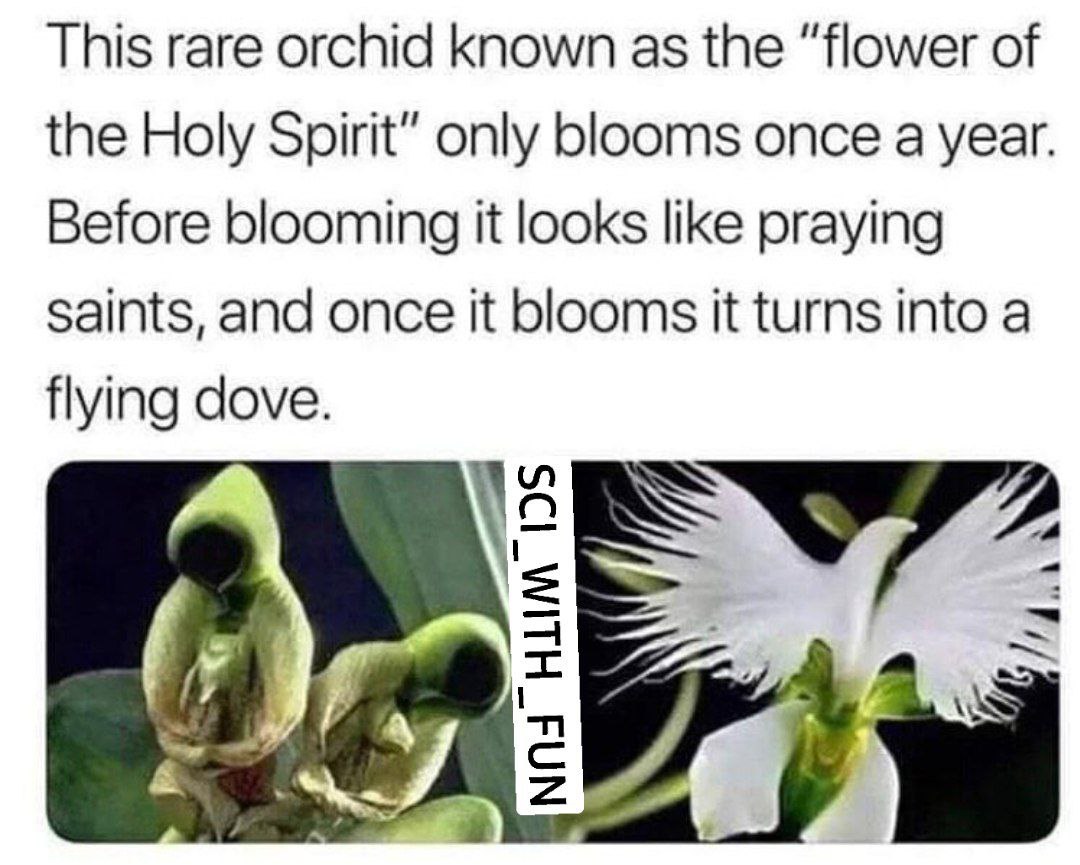 This rare orchid known as the "flower of
the Holy Spirit" only blooms once a year.
Before blooming it looks like praying
saints, and once it blooms it turns into a
flying dove.
SCI_WITH_FUN